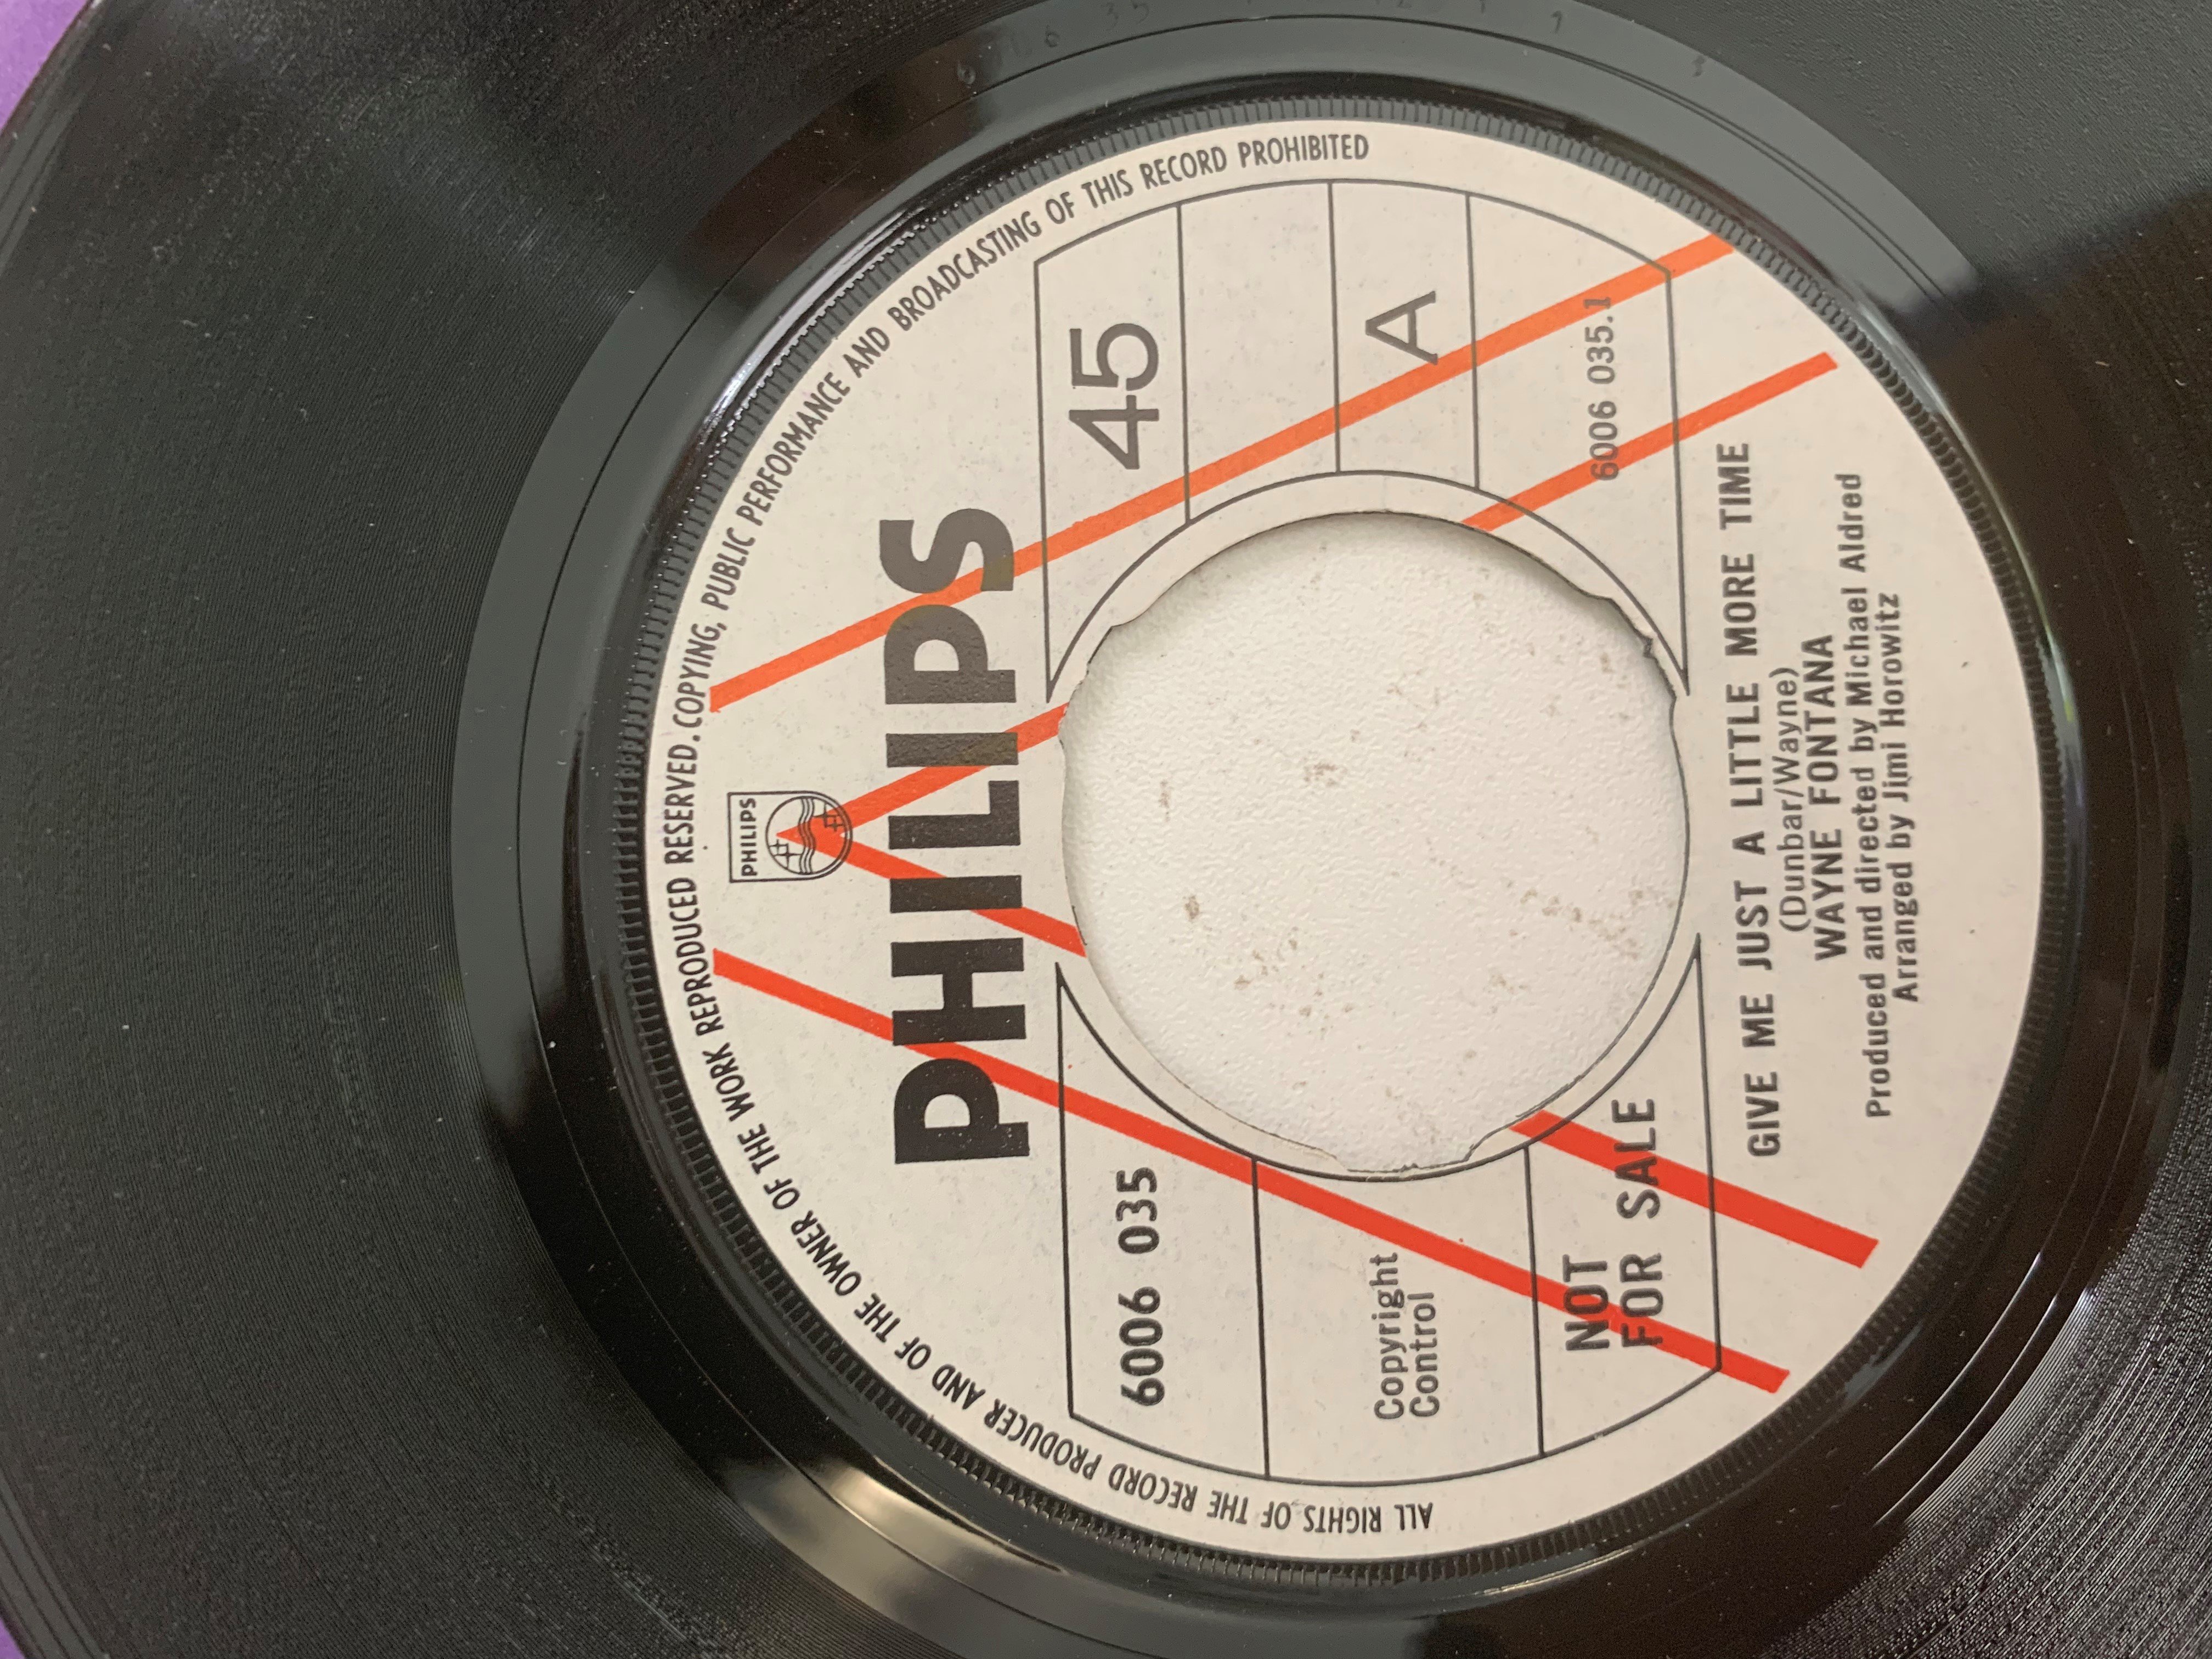 ALL RIGHTS OF THE RECORD PRODUCER AND OF THE OWNER OF THE WORK REPRODUCED RESERVED. COPYING, PUBLIC PERFORMANCE AND BROADCASTING OF THIS RECORD PROHIBITED
PHILIPS
PHILIPS
6006 035
45
Copyright
Control
A
NOT
FOR SALE
6006 035.1
GIVE ME JUST A LITTLE MORE TIME
(Dunbar/Wayne)
WAYNE FONTANA
Produced and directed by Michael Aldred
Arranged by Jimi Horowitz